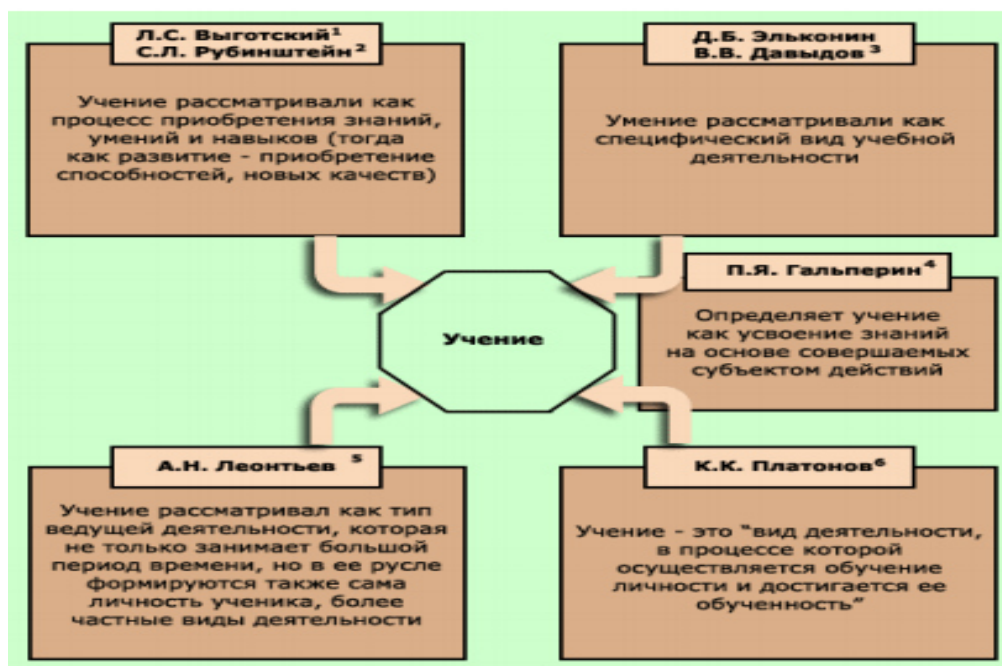 Л.С. Выготский¹
С.Л. Рубинштейн²
Учение рассматривали как
процесс приобретения знаний,
умений и навыков (тогда
как развитие - приобретение
способностей, новых качеств)
Д.Б. Эльконин
В.В. Давыдов³
Умение рассматривали как
специфический вид учебной
деятельности
П.Я. Гальперин⁴
Определяет учение
как усвоение знаний
на основе совершаемых
субъектом действий
Учение
А.Н. Леонтьев ⁵
Учение рассматривал как тип
ведущей деятельности, которая
не только занимает большой
период времени, но в ее русле
формируются также сама
личность ученика, более
частные виды деятельности
К.К. Платонов⁶
Учение - это “вид деятельности,
в процессе которой
осуществляется обучение
личности и достигается ее
обученность”